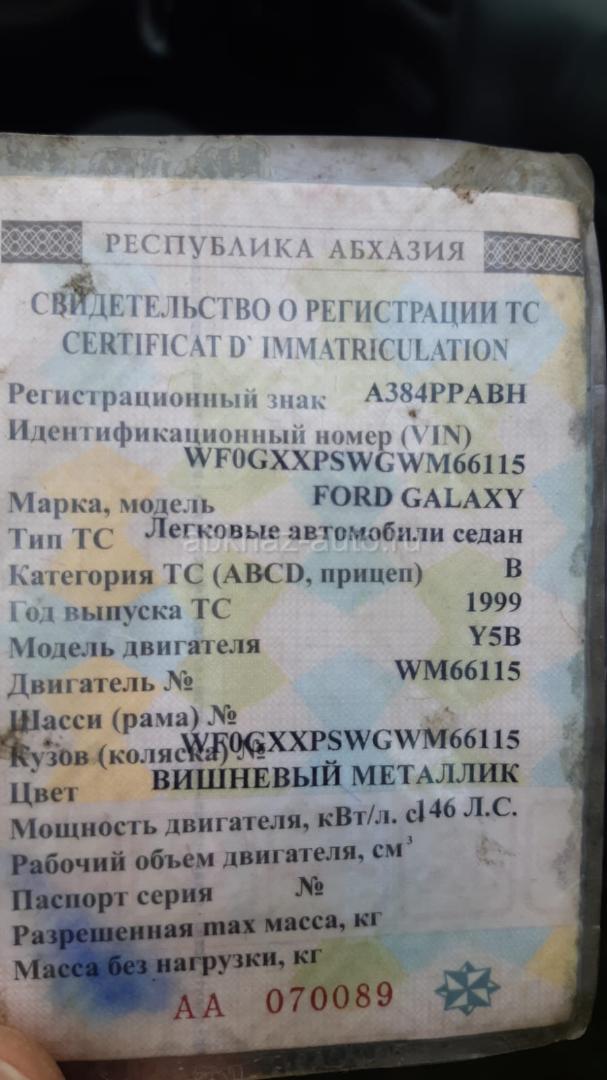 РЕСПУБЛИКА АБХАЗИЯ
СВИДЕТЕЛЬСТВО О РЕГИСТРАЦИИ ТС
CERTIFICAT D` IMMATRICULATION
Регистрационный знак А384РРАВН
Идентификационный номер (VIN)
WF0GXXPSWGWM66115
Марка, модель FORD GALAXY
Тип ТС Легковые автомобили седан
abkhaz-auto.ru
Категория ТС (ABCD, прицеп) B
Год выпуска ТС 1999
Модель двигателя Y5B
Двигатель № WM66115
Шасси (рама) №
Кузов (коляска) № WF0GXXPSWGWM66115
Цвет ВИШНЕВЫЙ МЕТАЛЛИК
Мощность двигателя, кВт/л. с 146 Л.С.
Рабочий объем двигателя, см³
Паспорт серия №
Разрешенная max масса, кг
Масса без нагрузки, кг
АА 070089